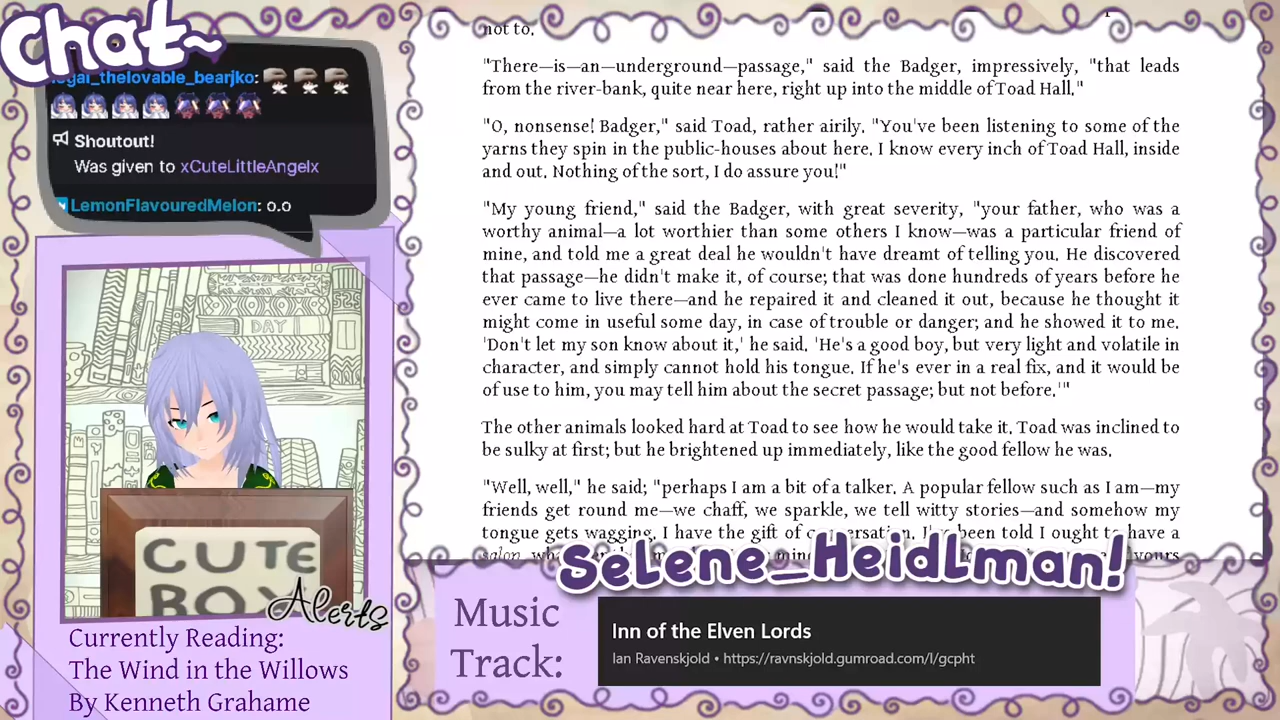 Chat~
legal_thelovable_bearjko:
Shoutout!
Was given to xCuteLittleAngelx
LemonFlavouredMelon: o.o
DAY
525
CUTE
BOX
Alerts
Currently Reading:
The Wind in the Willows
By Kenneth Grahame
not to.
"There—is—an—underground—passage," said the Badger, impressively, "that leads
from the river-bank, quite near here, right up into the middle of Toad Hall."
"O, nonsense! Badger," said Toad, rather airily. "You've been listening to some of the
yarns they spin in the public-houses about here. I know every inch of Toad Hall, inside
and out. Nothing of the sort, I do assure you!"
"My young friend," said the Badger, with great severity, "your father, who was a
worthy animal—a lot worthier than some others I know—was a particular friend of
mine, and told me a great deal he wouldn't have dreamt of telling you. He discovered
that passage—he didn't make it, of course; that was done hundreds of years before he
ever came to live there—and he repaired it and cleaned it out, because he thought it
might come in useful some day, in case of trouble or danger; and he showed it to me.
'Don't let my son know about it,' he said. 'He's a good boy, but very light and volatile in
character, and simply cannot hold his tongue. If he's ever in a real fix, and it would be
of use to him, you may tell him about the secret passage; but not before.'"
The other animals looked hard at Toad to see how he would take it. Toad was inclined to
be sulky at first; but he brightened up immediately, like the good fellow he was.
"Well, well," he said; "perhaps I am a bit of a talker. A popular fellow such as I am—my
friends get round me—we chaff, we sparkle, we tell witty stories—and somehow my
tongue gets wagging. I have the gift of conversation. I've been told I ought to have a
salon,
Selene_Heidlman!
Music
Track:
Inn of the Elven Lords
Ian Ravenskjold • https://ravnskjold.gumroad.com/l/gcpht